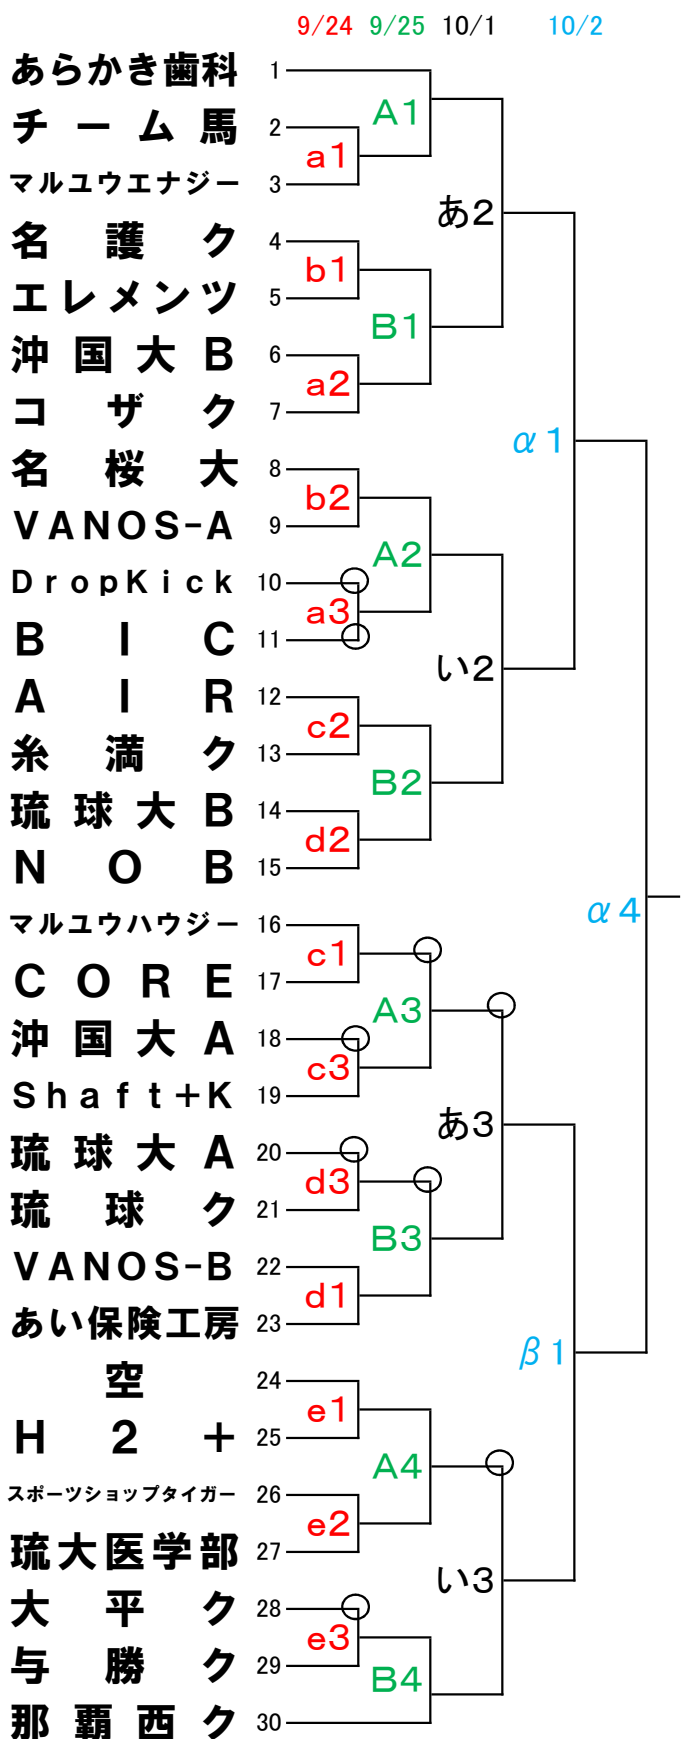 9/24 9/25 10/1 10/2
あらかき歯科 1
A1
チーム馬 2
a1
マルユウエナジー 3
あ2
名護ク 4
b1
エレメンツ 5
B1
沖国大B 6
a2
コザク 7
α1
名桜大 8
b2
VANOS-A 9
A2
DropKick 10
a3
BIC 11
い2
AIR 12
c2
糸満ク 13
B2
琉球大B 14
d2
NOB 15
α4
マルユウハウジー 16
c1
CORE 17
A3
沖国大A 18
c3
Shaft+K 19
あ3
琉球大A 20
d3
琉球ク 21
B3
VANOS-B 22
d1
あい保険工房 23
β1
空 24
e1
H2+ 25
A4
スポーツショップタイガー 26
e2
琉大医学部 27
い3
大平ク 28
e3
与勝ク 29
B4
那覇西ク 30